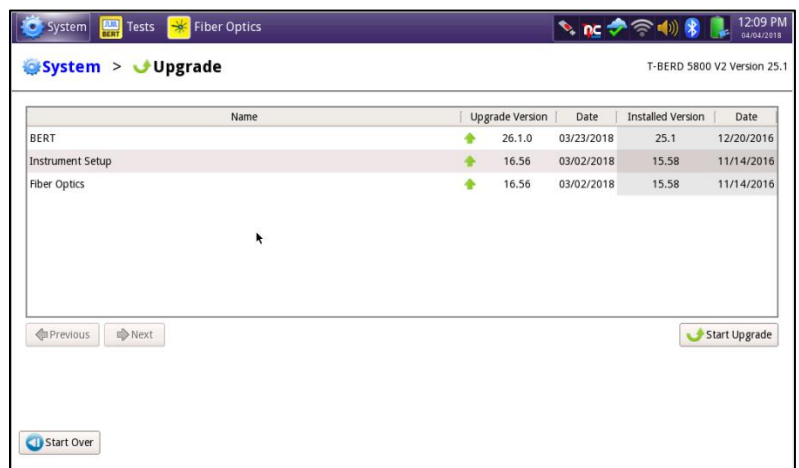 System JUM. BERT Tests Fiber Optics 12:09 PM
04/04/2018
System > Upgrade T-BERD 5800 V2 Version 25.1
Name Upgrade Version Date Installed Version Date
BERT 26.1.0 03/23/2018 25.1 12/20/2016
Instrument Setup 16.56 03/02/2018 15.58 11/14/2016
Fiber Optics 16.56 03/02/2018 15.58 11/14/2016
Previous Next Start Upgrade
Start Over